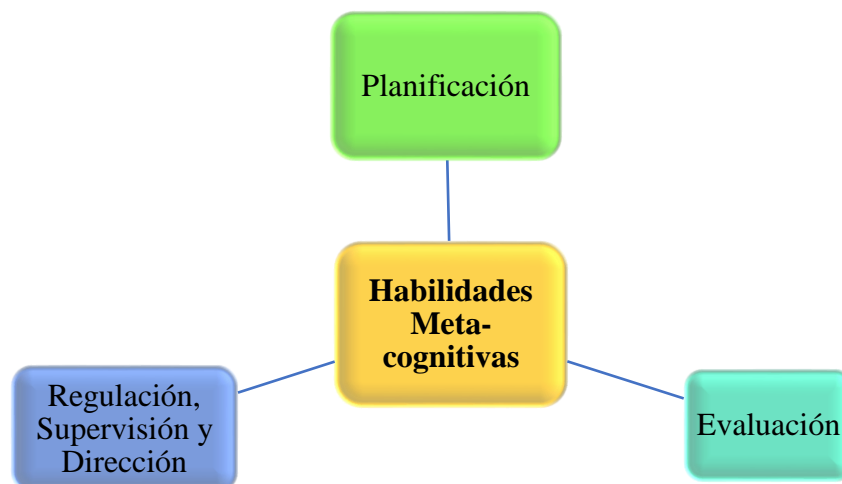 Planificación
Habilidades
Meta-
cognitivas
Regulación,
Supervisión y
Dirección
Evaluación